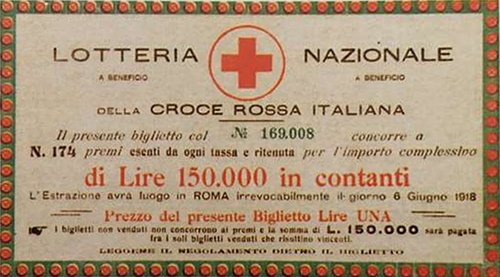 LOTTERIA NAZIONALE
A BENEFICIO A BENEFICIO
DELLA CROCE ROSSA ITALIANA
Il presente biglietto col № 169.008 concorre a
N. 174 premi esenti da ogni tassa e ritenuta per l'importo complessivo
di Lire 150.000 in contanti
L'Estrazione avrà luogo in ROMA irrevocabilmente il giorno 6 Giugno 1918
Prezzo del presente Biglietto Lire UNA
I biglietti non venduti non concorrono ai premi e la somma di L. 150.000 sarà pagata
fra i soli biglietti venduti che risultino vincenti.
LEGGERE IL REGOLAMENTO DIETRO IL BIGLIETTO